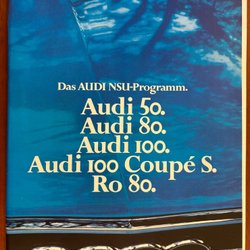 Das AUDI NSU-Programm.
Audi 50.
Audi 80.
Audi 100.
Audi 100 Coupé S.
Ro 80.